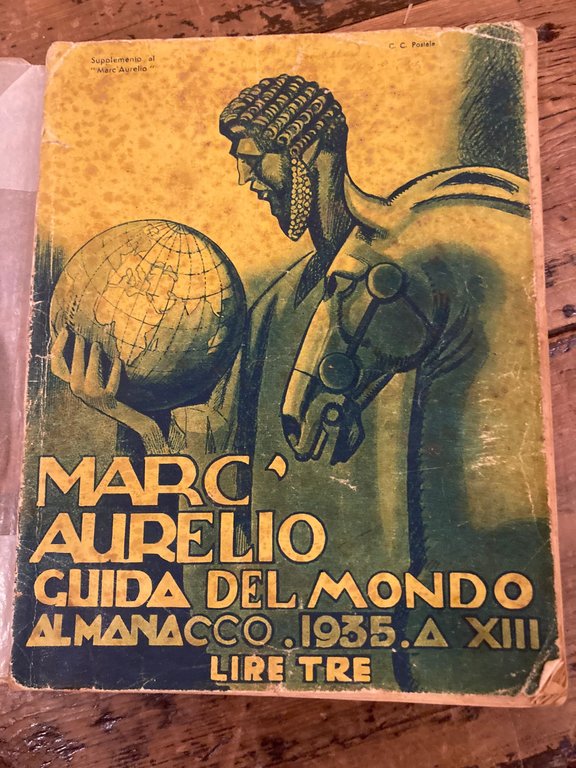 Supplemento al
"Marc'Aurelio"
C. C. Postale
MARC'
AURELIO
GUIDA DEL MONDO
ALMANACCO . 1935 . A XIII
LIRE TRE